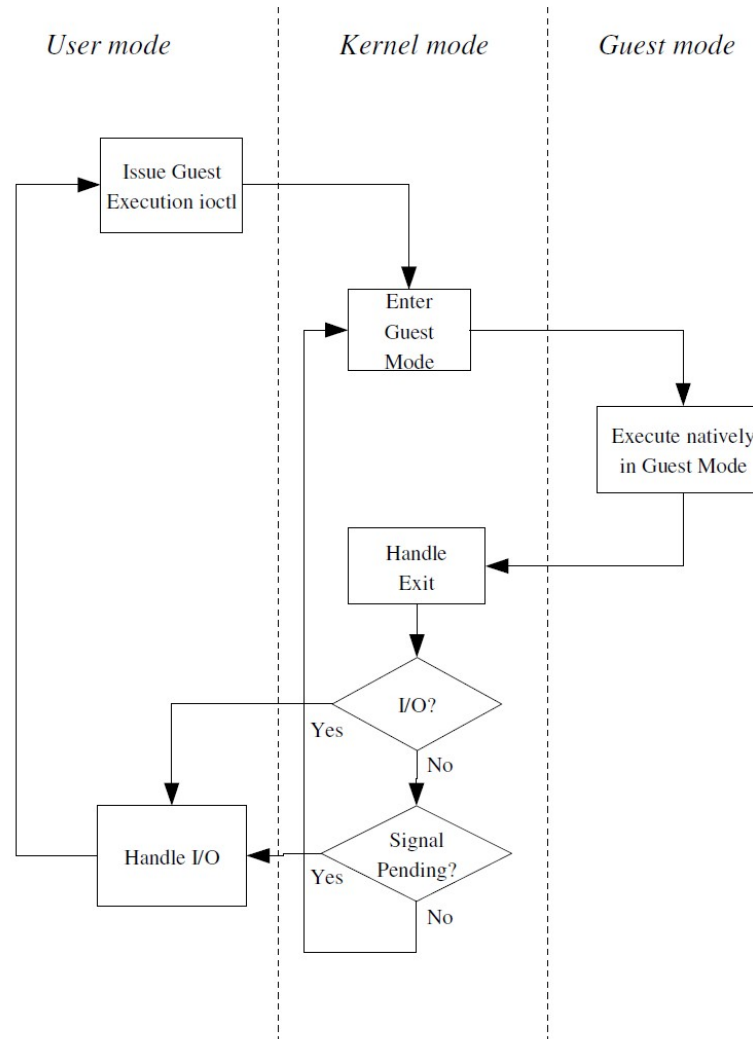 User mode
Kernel mode
Guest mode
Issue Guest
Execution ioctl
Enter
Guest
Mode
Execute natively
in Guest Mode
Handle
Exit
I/O?
Yes
No
Handle I/O
Signal
Pending?
Yes
No